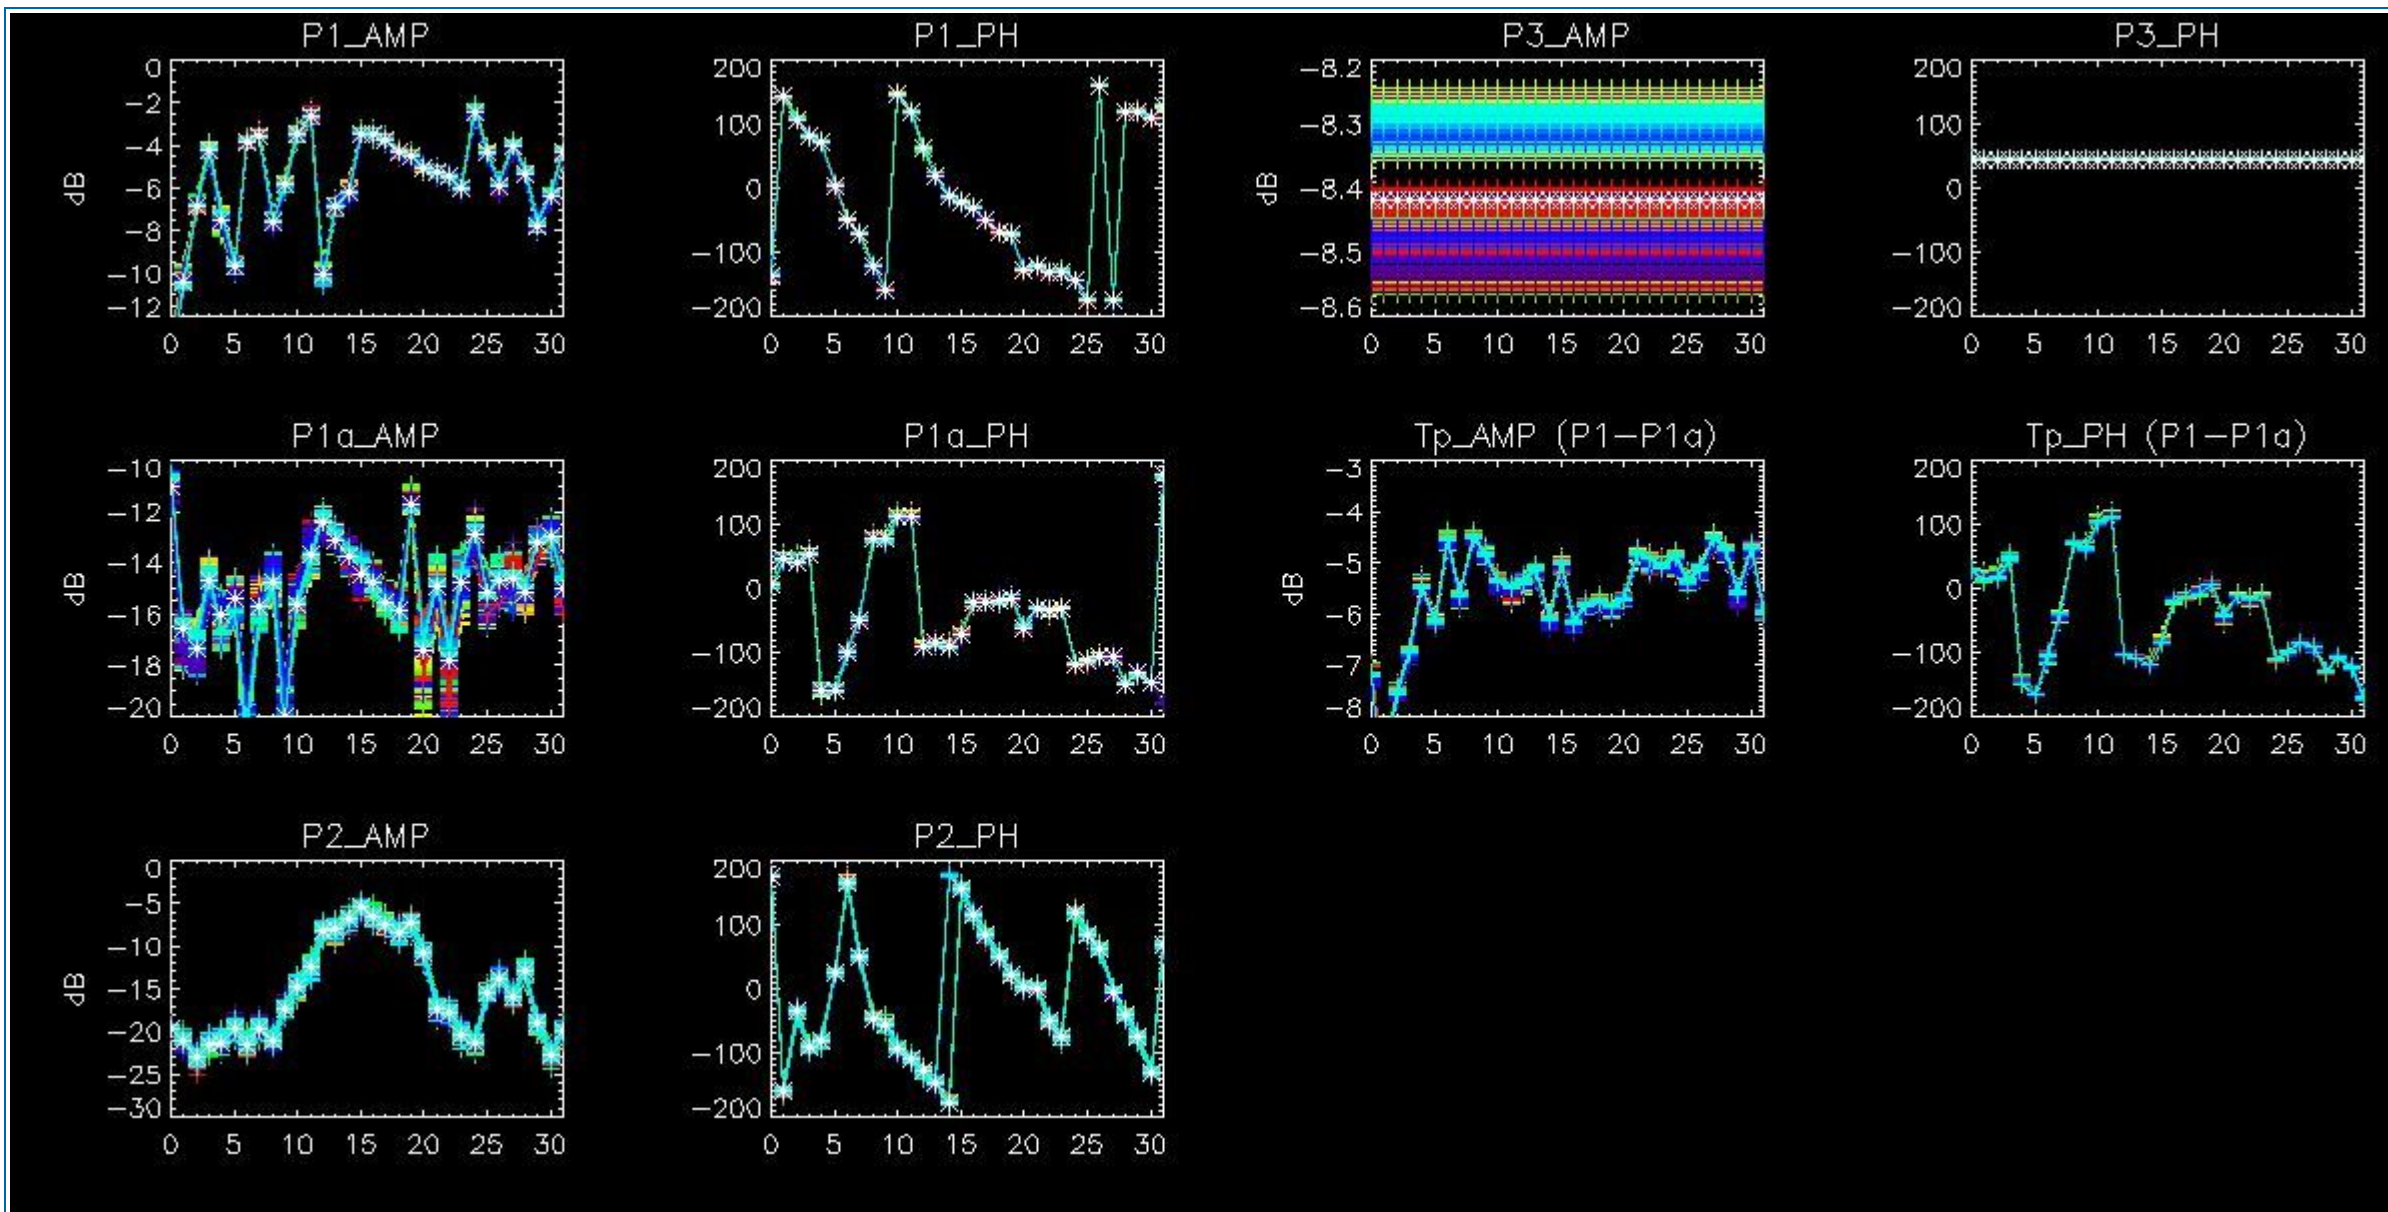 P1_AMP
0
−2
−4
−6
−8
−10
−12
dB
0 5 10 15 20 25 30
P1_PH
200
100
0
−100
−200
0 5 10 15 20 25 30
P3_AMP
−8.2
−8.3
−8.4
−8.5
−8.6
dB
0 5 10 15 20 25 30
P3_PH
200
100
0
−100
−200
0 5 10 15 20 25 30
P1a_AMP
−10
−12
−14
−16
−18
−20
dB
0 5 10 15 20 25 30
P1a_PH
200
100
0
−100
−200
0 5 10 15 20 25 30
Tp_AMP (P1−P1a)
−3
−4
−5
−6
−7
−8
dB
0 5 10 15 20 25 30
Tp_PH (P1−P1a)
200
100
0
−100
−200
0 5 10 15 20 25 30
P2_AMP
0
−5
−10
−15
−20
−25
−30
dB
0 5 10 15 20 25 30
P2_PH
200
100
0
−100
−200
0 5 10 15 20 25 30